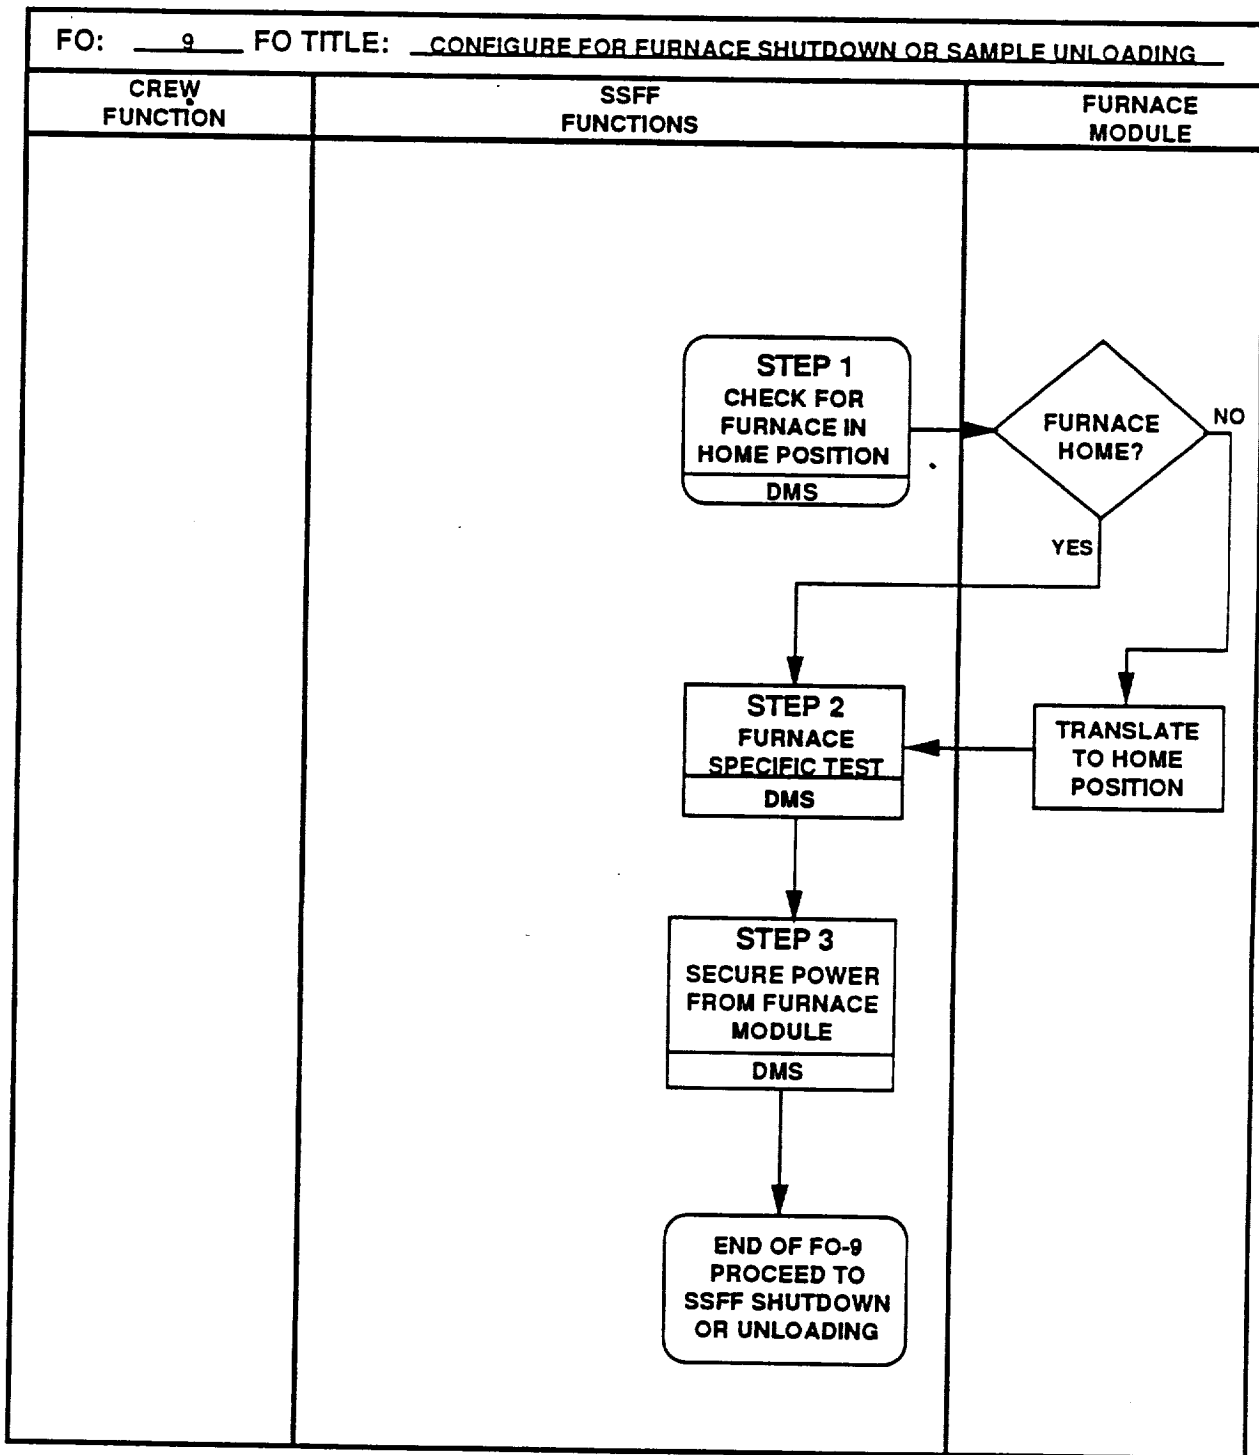 FO: 9 FO TITLE: CONFIGURE FOR FURNACE SHUTDOWN OR SAMPLE UNLOADING
CREW
FUNCTION
SSFF
FUNCTIONS
FURNACE
MODULE
STEP 1
CHECK FOR
FURNACE IN
HOME POSITION
DMS
FURNACE
HOME?
NO
YES
STEP 2
FURNACE
SPECIFIC TEST
DMS
TRANSLATE
TO HOME
POSITION
STEP 3
SECURE POWER
FROM FURNACE
MODULE
DMS
END OF FO-9
PROCEED TO
SSFF SHUTDOWN
OR UNLOADING